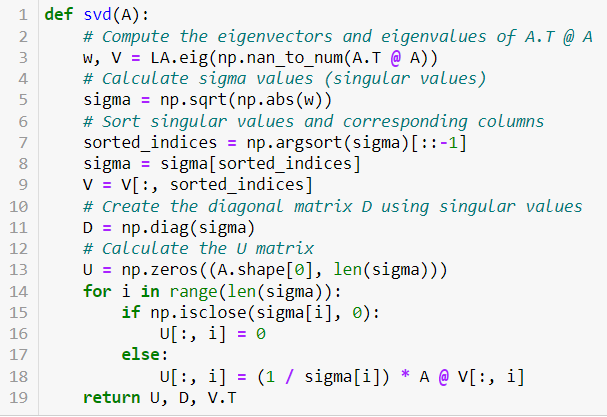 1 def svd(A):
2     # Compute the eigenvectors and eigenvalues of A.T @ A
3     w, V = LA.eig(np.nan_to_num(A.T @ A))
4     # Calculate sigma values (singular values)
5     sigma = np.sqrt(np.abs(w))
6     # Sort singular values and corresponding columns
7     sorted_indices = np.argsort(sigma)[::-1]
8     sigma = sigma[sorted_indices]
9     V = V[:, sorted_indices]
10     # Create the diagonal matrix D using singular values
11     D = np.diag(sigma)
12     # Calculate the U matrix
13     U = np.zeros((A.shape[0], len(sigma)))
14     for i in range(len(sigma)):
15         if np.isclose(sigma[i], 0):
16             U[:, i] = 0
17         else:
18             U[:, i] = (1 / sigma[i]) * A @ V[:, i]
19     return U, D, V.T